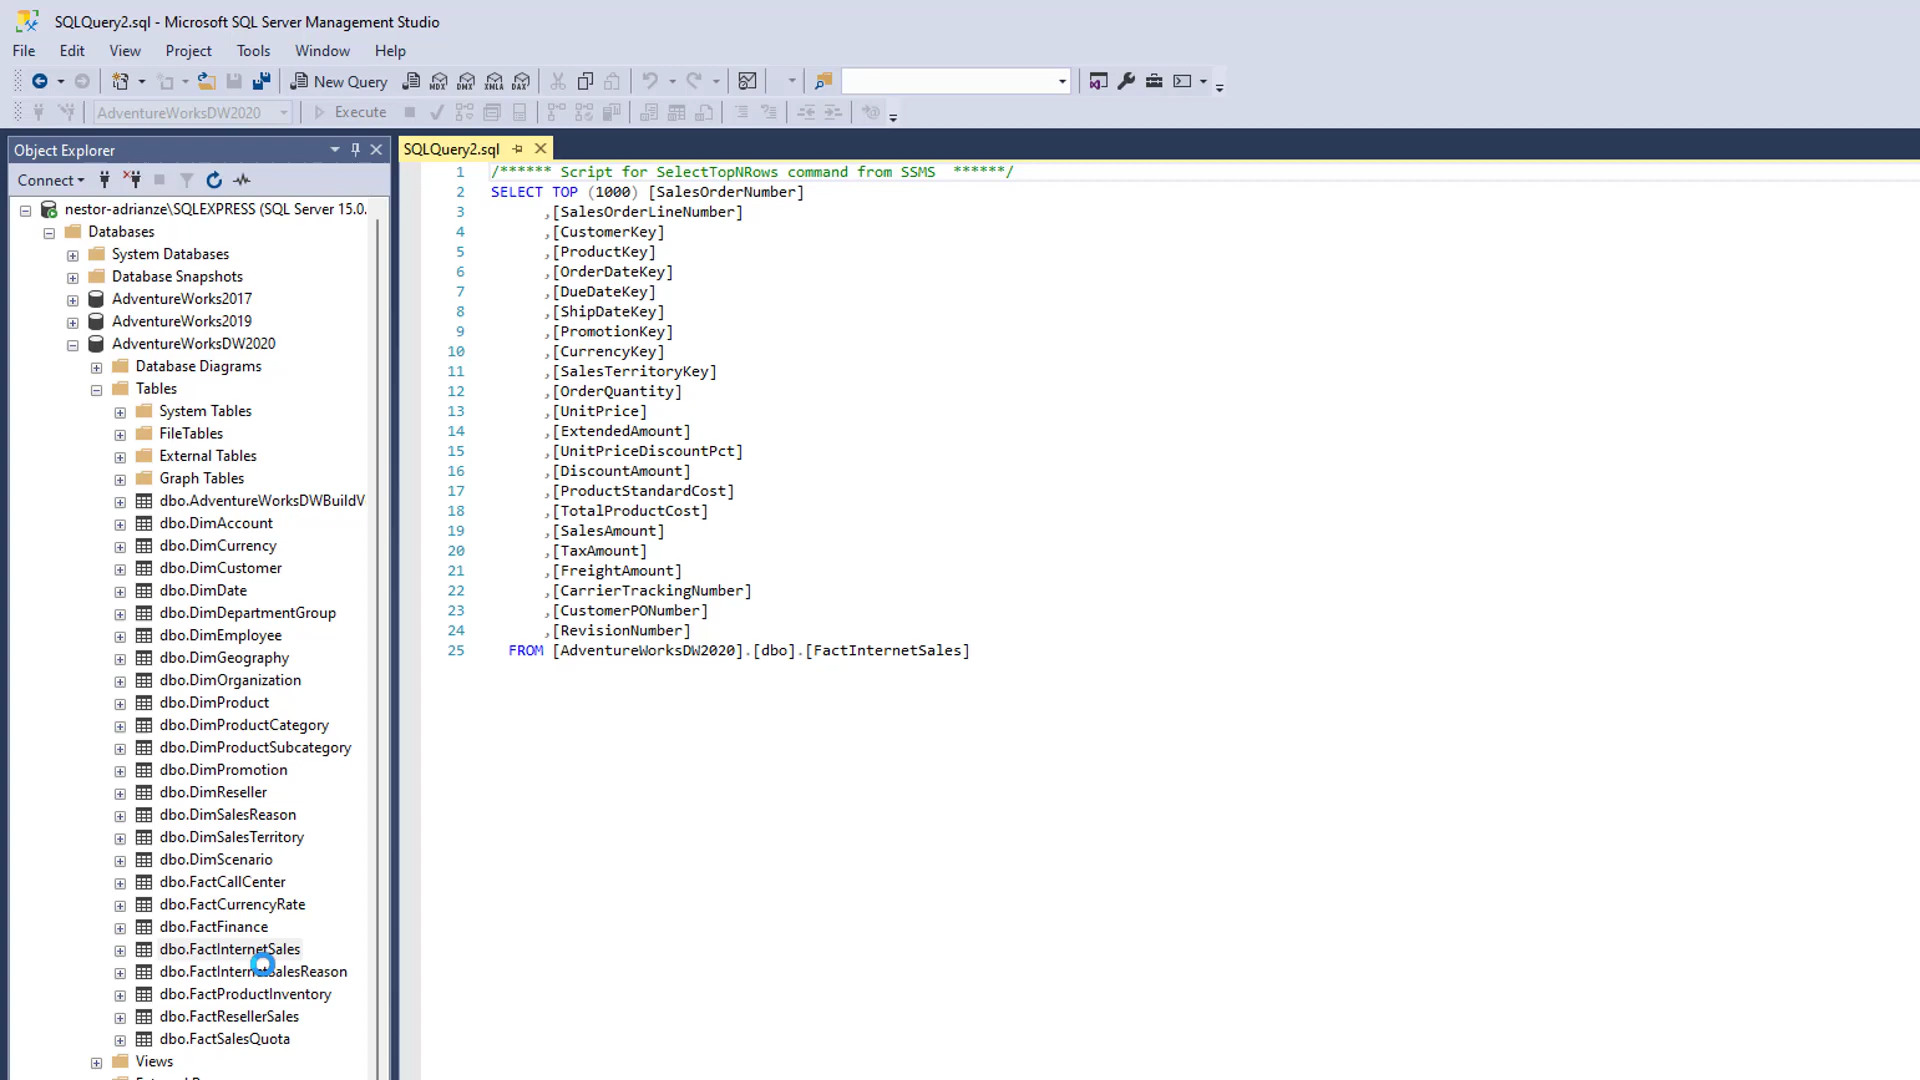 SQLQuery2.sql - Microsoft SQL Server Management Studio
File Edit View Project Tools Window Help
New Query MDX DMX XMLA DAX
AdventureWorksDW2020 Execute
Object Explorer
Connect
nestor-adrianze\SQLEXPRESS (SQL Server 15.0.
Databases
System Databases
Database Snapshots
AdventureWorks2017
AdventureWorks2019
AdventureWorksDW2020
Database Diagrams
Tables
System Tables
FileTables
External Tables
Graph Tables
dbo.AdventureWorksDWBuildV
dbo.DimAccount
dbo.DimCurrency
dbo.DimCustomer
dbo.DimDate
dbo.DimDepartmentGroup
dbo.DimEmployee
dbo.DimGeography
dbo.DimOrganization
dbo.DimProduct
dbo.DimProductCategory
dbo.DimProductSubcategory
dbo.DimPromotion
dbo.DimReseller
dbo.DimSalesReason
dbo.DimSalesTerritory
dbo.DimScenario
dbo.FactCallCenter
dbo.FactCurrencyRate
dbo.FactFinance
dbo.FactInternetSales
dbo.FactInternetSalesReason
dbo.FactProductInventory
dbo.FactResellerSales
dbo.FactSalesQuota
Views
SQLQuery2.sql
1 /****** Script for SelectTopNRows command from SSMS ******/
2 SELECT TOP (1000) [SalesOrderNumber]
3 ,[SalesOrderLineNumber]
4 ,[CustomerKey]
5 ,[ProductKey]
6 ,[OrderDateKey]
7 ,[DueDateKey]
8 ,[ShipDateKey]
9 ,[PromotionKey]
10 ,[CurrencyKey]
11 ,[SalesTerritoryKey]
12 ,[OrderQuantity]
13 ,[UnitPrice]
14 ,[ExtendedAmount]
15 ,[UnitPriceDiscountPct]
16 ,[DiscountAmount]
17 ,[ProductStandardCost]
18 ,[TotalProductCost]
19 ,[SalesAmount]
20 ,[TaxAmount]
21 ,[FreightAmount]
22 ,[CarrierTrackingNumber]
23 ,[CustomerPONumber]
24 ,[RevisionNumber]
25 FROM [AdventureWorksDW2020].[dbo].[FactInternetSales]